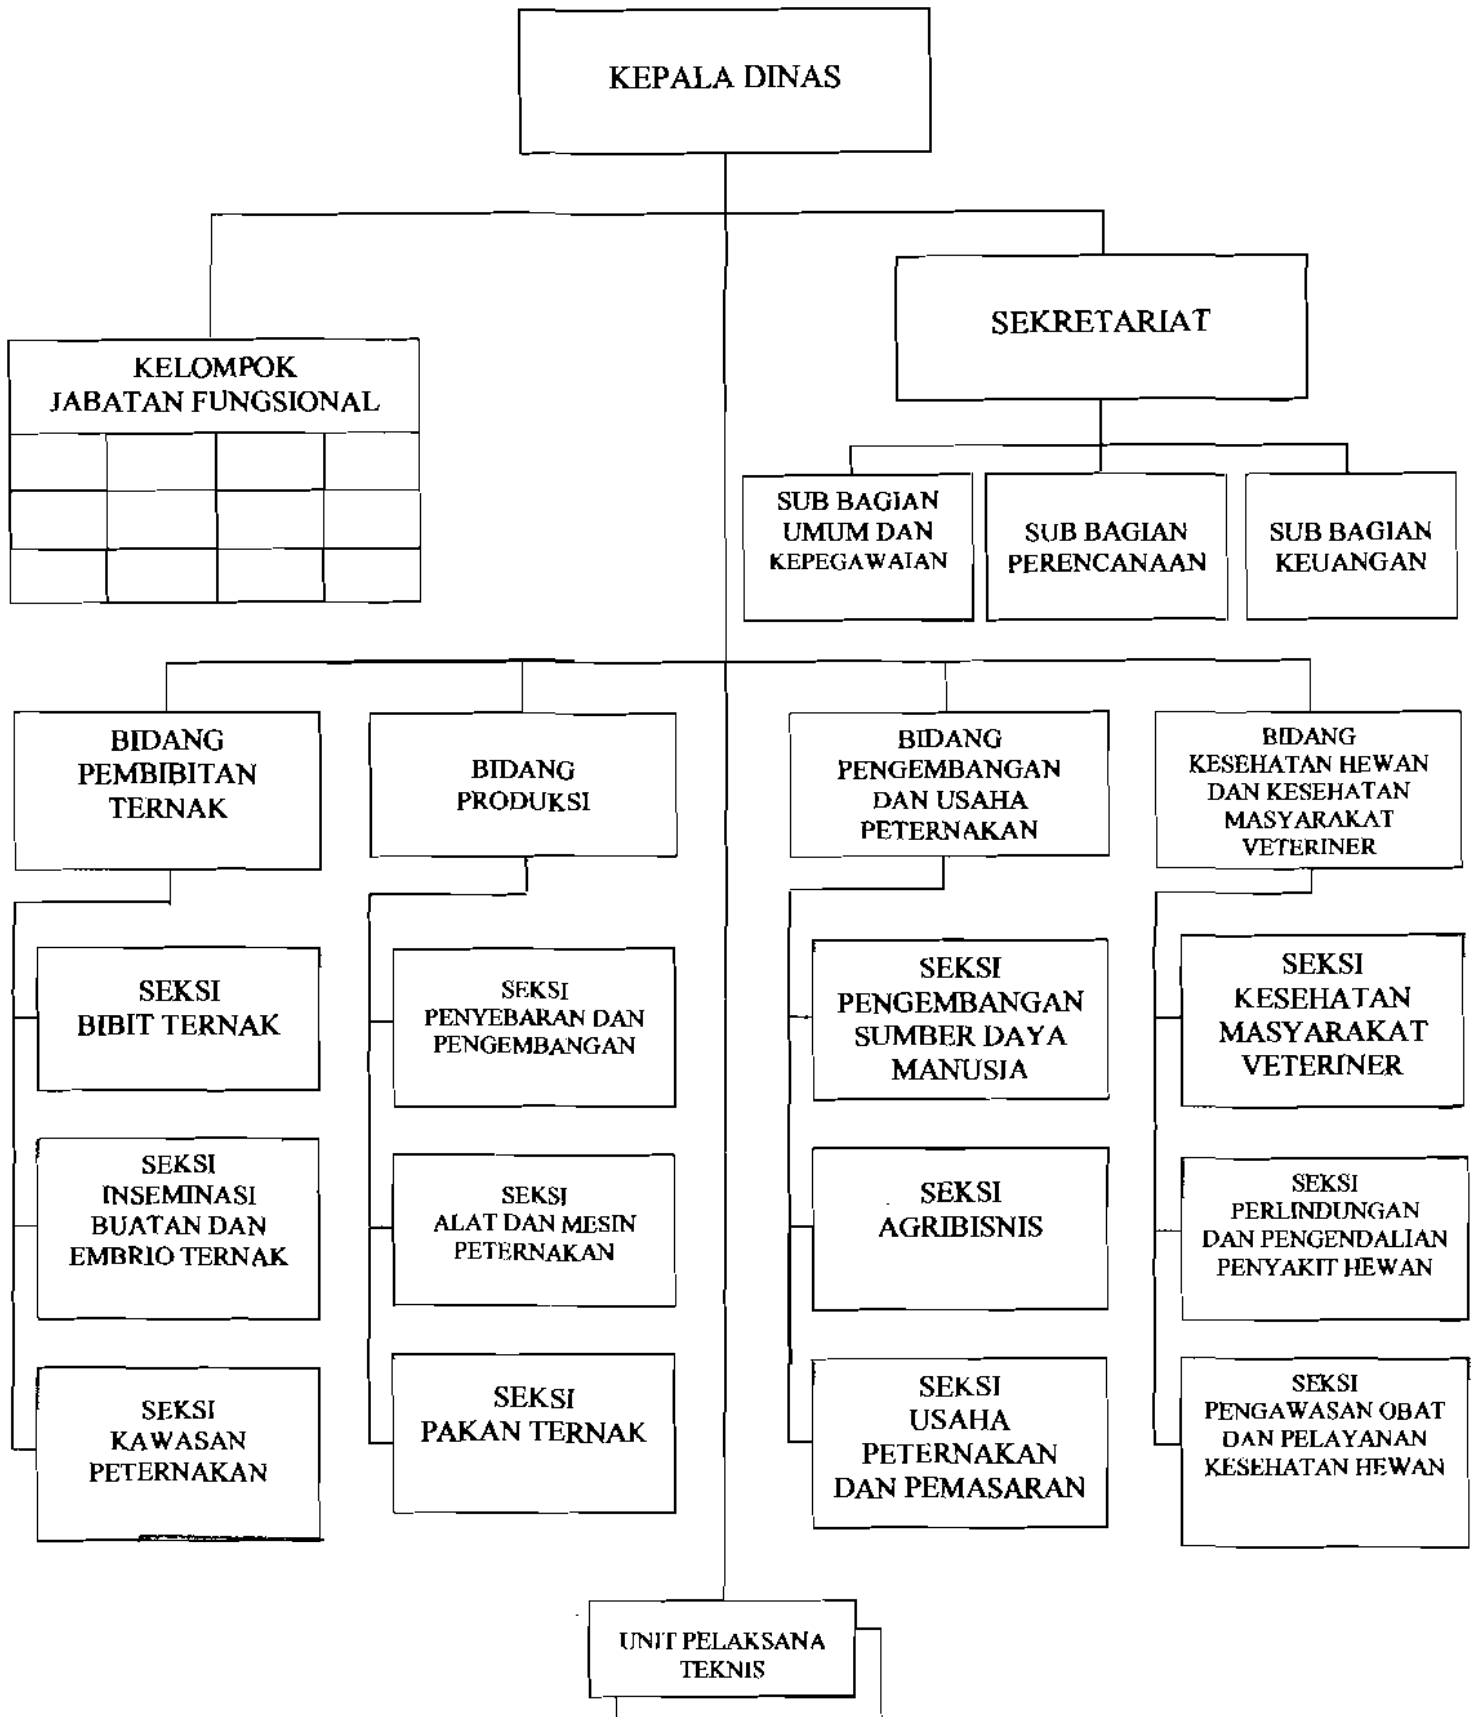 KEPALA DINAS
SEKRETARIAT
KELOMPOK
JABATAN FUNGSIONAL
SUB BAGIAN
UMUM DAN
KEPEGAWAIAN
SUB BAGIAN
PERENCANAAN
SUB BAGIAN
KEUANGAN
BIDANG
PEMBIBITAN
TERNAK
BIDANG
PRODUKSI
BIDANG
PENGEMBANGAN
DAN USAHA
PETERNAKAN
BIDANG
KESEHATAN HEWAN
DAN KESEHATAN
MASYARAKAT
VETERINER
SEKSI
BIBIT TERNAK
SEKSI
PENYEBARAN DAN
PENGEMBANGAN
SEKSI
PENGEMBANGAN
SUMBER DAYA
MANUSIA
SEKSI
KESEHATAN
MASYARAKAT
VETERINER
SEKSI
INSEMINASI
BUATAN DAN
EMBRIO TERNAK
SEKSI
ALAT DAN MESIN
PETERNAKAN
SEKSI
AGRIBISNIS
SEKSI
PERLINDUNGAN
DAN PENGENDALIAN
PENYAKIT HEWAN
SEKSI
KAWASAN
PETERNAKAN
SEKSI
PAKAN TERNAK
SEKSI
USAHA
PETERNAKAN
DAN PEMASARAN
SEKSI
PENGAWASAN OBAT
DAN PELAYANAN
KESEHATAN HEWAN
UNIT PELAKSANA
TEKNIS